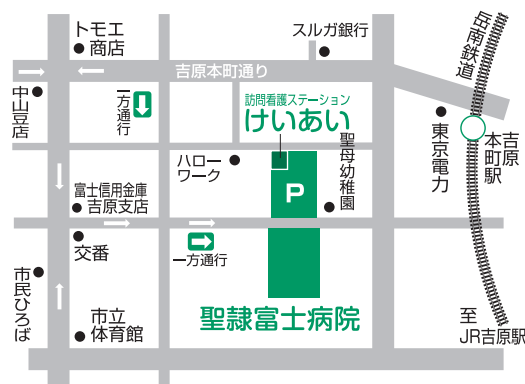 トモエ
商店
スルガ銀行
岳南鉄道
吉原本町通り
中山豆店
一方通行
訪問看護ステーション
けいあい
聖母幼稚園
東京電力
吉原
本町駅
ハロー
ワーク
P
富士信用金庫
吉原支店
交番
一方通行
市民ひろば
市立
体育館
聖隷富士病院
至
JR吉原駅